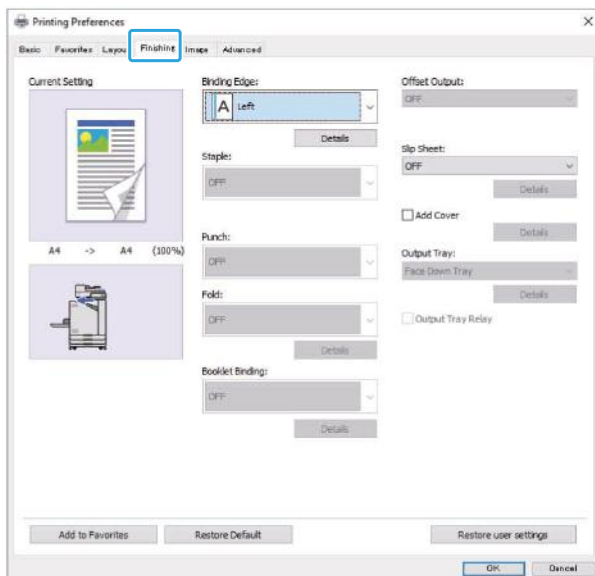 Printing Preferences
Basic Favorites Layou Finishing Image Advanced
Current Setting
A4 -> A4 (100%)
Binding Edge:
A Left
Details
Staple:
OFF
Punch:
OFF
Fold:
OFF
Details
Booklet Binding:
OFF
Details
Offset Output:
OFF
Slip Sheet:
OFF
Details
Add Cover
Details
Output Tray:
Face Down Tray
Details
Output Tray Relay
Add to Favorites Restore Default Restore user settings
OK Cancel